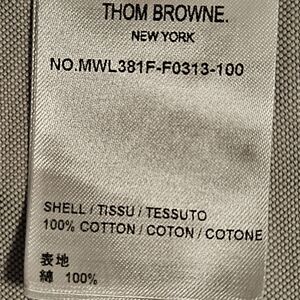 THOM BROWNE.
NEW YORK
NO.MWL381F-F0313-100
SHELL / TISSU / TESSUTO
100% COTTON / COTON / COTONE
表地
綿 100%